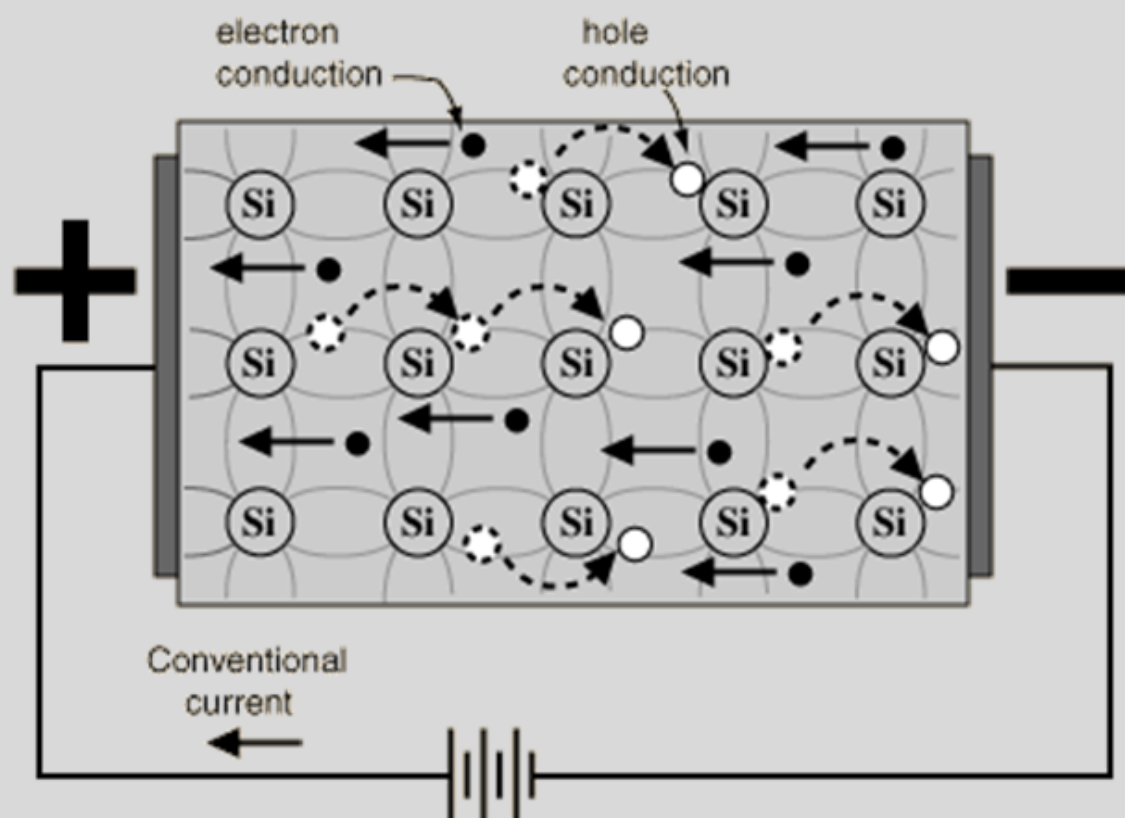 electron
conduction
hole
conduction
+
−
Si Si Si Si Si
Si Si Si Si Si
Si Si Si Si Si
Conventional
current